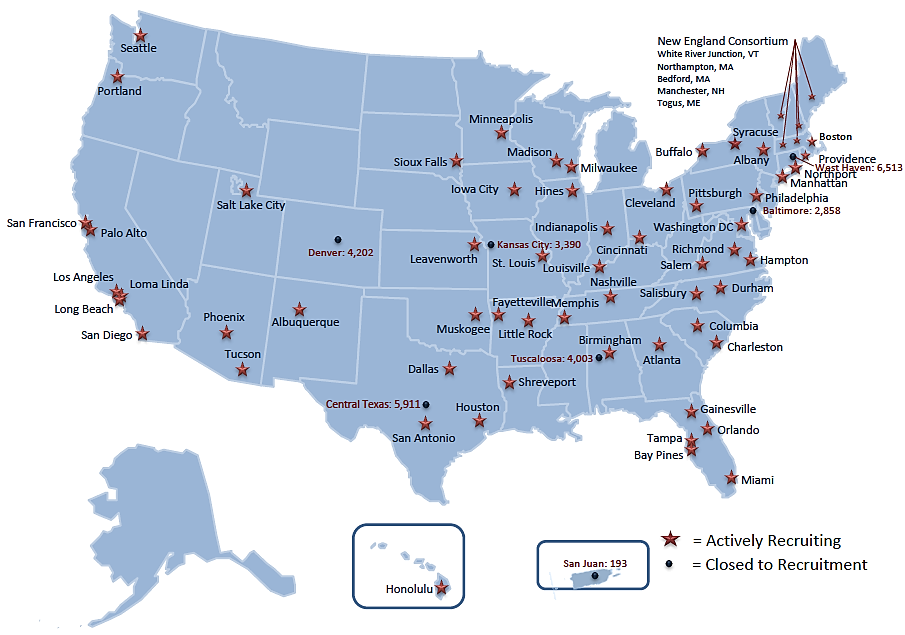 New England Consortium
White River Junction, VT
Northampton, MA
Bedford, MA
Manchester, NH
Togus, ME
Seattle
Portland
Minneapolis
Syracuse
Boston
Sioux Falls
Madison
Milwaukee
Buffalo
Albany
Providence
West Haven: 6,513
Northport
Manhattan
Salt Lake City
Iowa City
Hines
Cleveland
Pittsburgh
Philadelphia
Baltimore: 2,858
San Francisco
Palo Alto
Denver: 4,202
Leavenworth
Kansas City: 3,390
St. Louis
Indianapolis
Cincinnati
Louisville
Washington DC
Richmond
Hampton
Salem
Los Angeles
Loma Linda
Long Beach
San Diego
Phoenix
Tucson
Albuquerque
Nashville
Salisbury
Durham
Fayetteville
Memphis
Muskogee
Little Rock
Birmingham
Tuscaloosa: 4,003
Atlanta
Columbia
Charleston
Dallas
Shreveport
Central Texas: 5,911
Houston
San Antonio
Gainesville
Orlando
Tampa
Bay Pines
Miami
Honolulu
San Juan: 193
= Actively Recruiting
= Closed to Recruitment